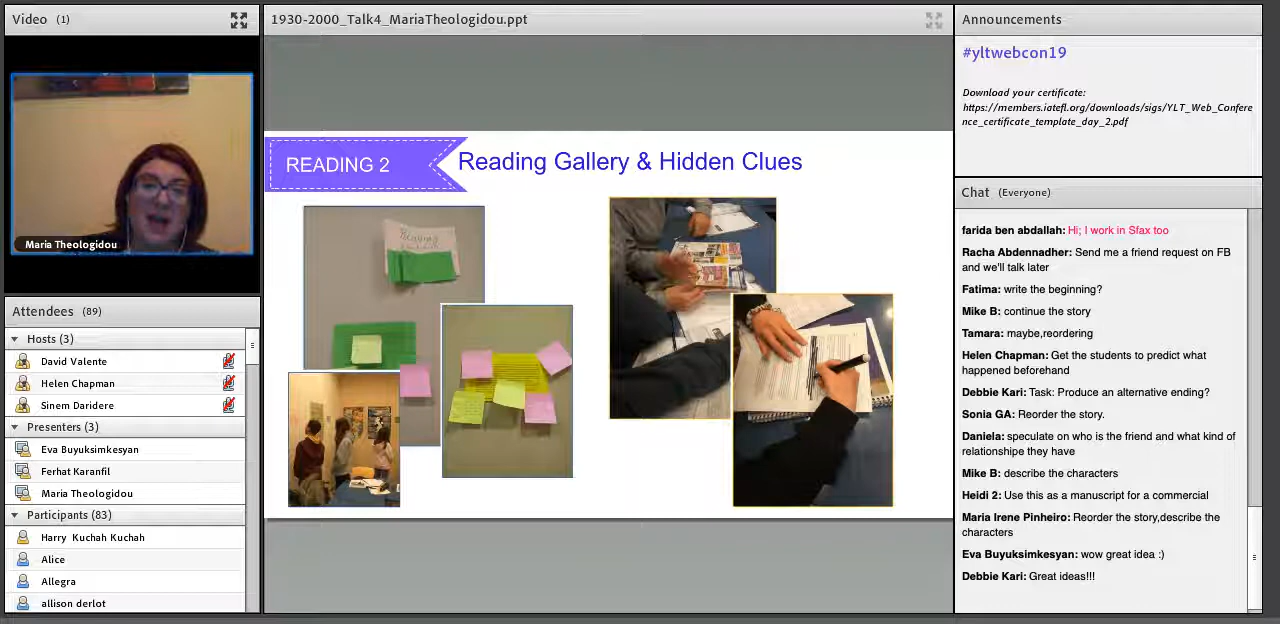 Video (1)
Maria Theologidou
Attendees (89)
Hosts (3)
David Valente
Helen Chapman
Sinem Daridere
Presenters (3)
Eva Buyuksimkesyan
Ferhat Karanfil
Maria Theologidou
Participants (83)
Harry Kuchah Kuchah
Alice
Allegra
allison derlot
1930-2000_Talk4_MariaTheologidou.ppt
READING 2
Reading Gallery & Hidden Clues
Reading
Announcements
#yltwebcon19
Download your certificate:
https://members.iatefl.org/downloads/sigs/YLT_Web_Confere
nce_certificate_template_day_2.pdf
Chat (Everyone)
farida ben abdallah: Hi; I work in Sfax too
Racha Abdennadher: Send me a friend request on FB
and we'll talk later
Fatima: write the beginning?
Mike B: continue the story
Tamara: maybe,reordering
Helen Chapman: Get the students to predict what
happened beforehand
Debbie Kari: Task: Produce an alternative ending?
Sonia GA: Reorder the story.
Daniela: speculate on who is the friend and what kind of
relationshipe they have
Mike B: describe the characters
Heidi 2: Use this as a manuscript for a commercial
Maria Irene Pinheiro: Reorder the story,describe the
characters
Eva Buyuksimkesyan: wow great idea :)
Debbie Kari: Great ideas!!!